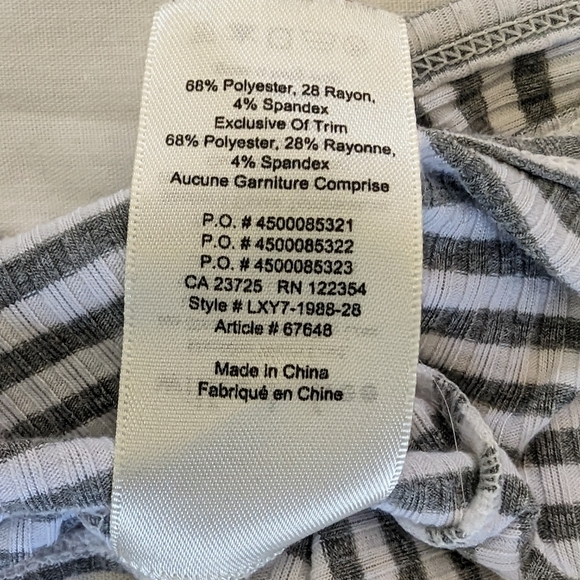 68% Polyester, 28 Rayon,
4% Spandex
Exclusive Of Trim
68% Polyester, 28% Rayonne,
4% Spandex
Aucune Garniture Comprise
P.O. # 4500085321
P.O. # 4500085322
P.O. # 4500085323
CA 23725 RN 122354
Style # LXY7-1988-28
Article # 67648
Made in China
Fabriqué en Chine